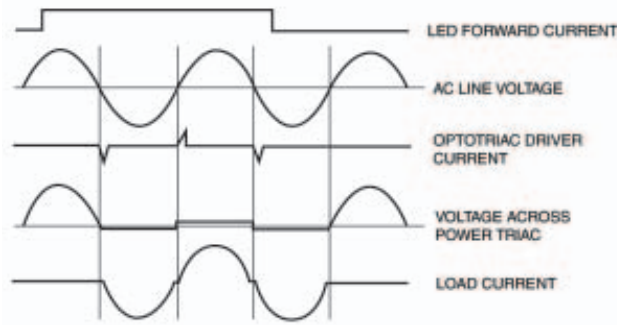 LED FORWARD CURRENT
AC LINE VOLTAGE
OPTOTRIAC DRIVER
CURRENT
VOLTAGE ACROSS
POWER TRIAC
LOAD CURRENT